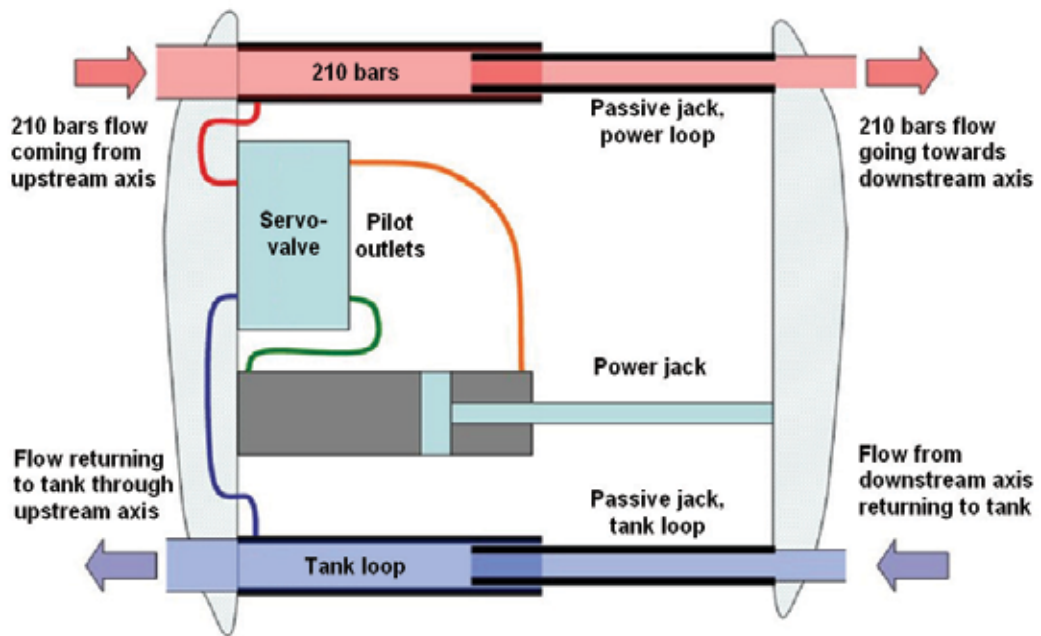 210 bars
Passive jack,
power loop
210 bars flow
coming from
upstream axis
210 bars flow
going towards
downstream axis
Servo-
valve
Pilot
outlets
Power jack
Flow returning
to tank through
upstream axis
Passive jack,
tank loop
Flow from
downstream axis
returning to tank
Tank loop